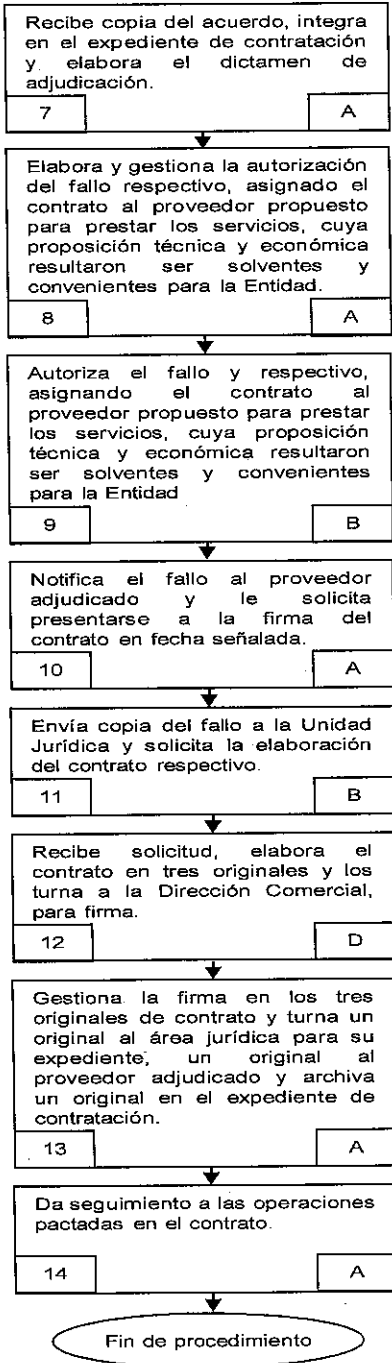 Recibe copia del acuerdo, integra
en el expediente de contratación
y elabora el dictamen de
adjudicación.
7 A
Elabora y gestiona la autorización
del fallo respectivo, asignado el
contrato al proveedor propuesto
para prestar los servicios, cuya
proposición técnica y económica
resultaron ser solventes y
convenientes para la Entidad.
8 A
Autoriza el fallo y respectivo,
asignando el contrato al
proveedor propuesto para prestar
los servicios, cuya proposición
técnica y económica resultaron
ser solventes y convenientes
para la Entidad
9 B
Notifica el fallo al proveedor
adjudicado y le solicita
presentarse a la firma del
contrato en fecha señalada.
10 A
Envía copia del fallo a la Unidad
Jurídica y solicita la elaboración
del contrato respectivo.
11 B
Recibe solicitud, elabora el
contrato en tres originales y los
turna a la Dirección Comercial,
para firma.
12 D
Gestiona la firma en los tres
originales de contrato y turna un
original al área jurídica para su
expediente, un original al
proveedor adjudicado y archiva
un original en el expediente de
contratación.
13 A
Da seguimiento a las operaciones
pactadas en el contrato.
14 A
Fin de procedimiento